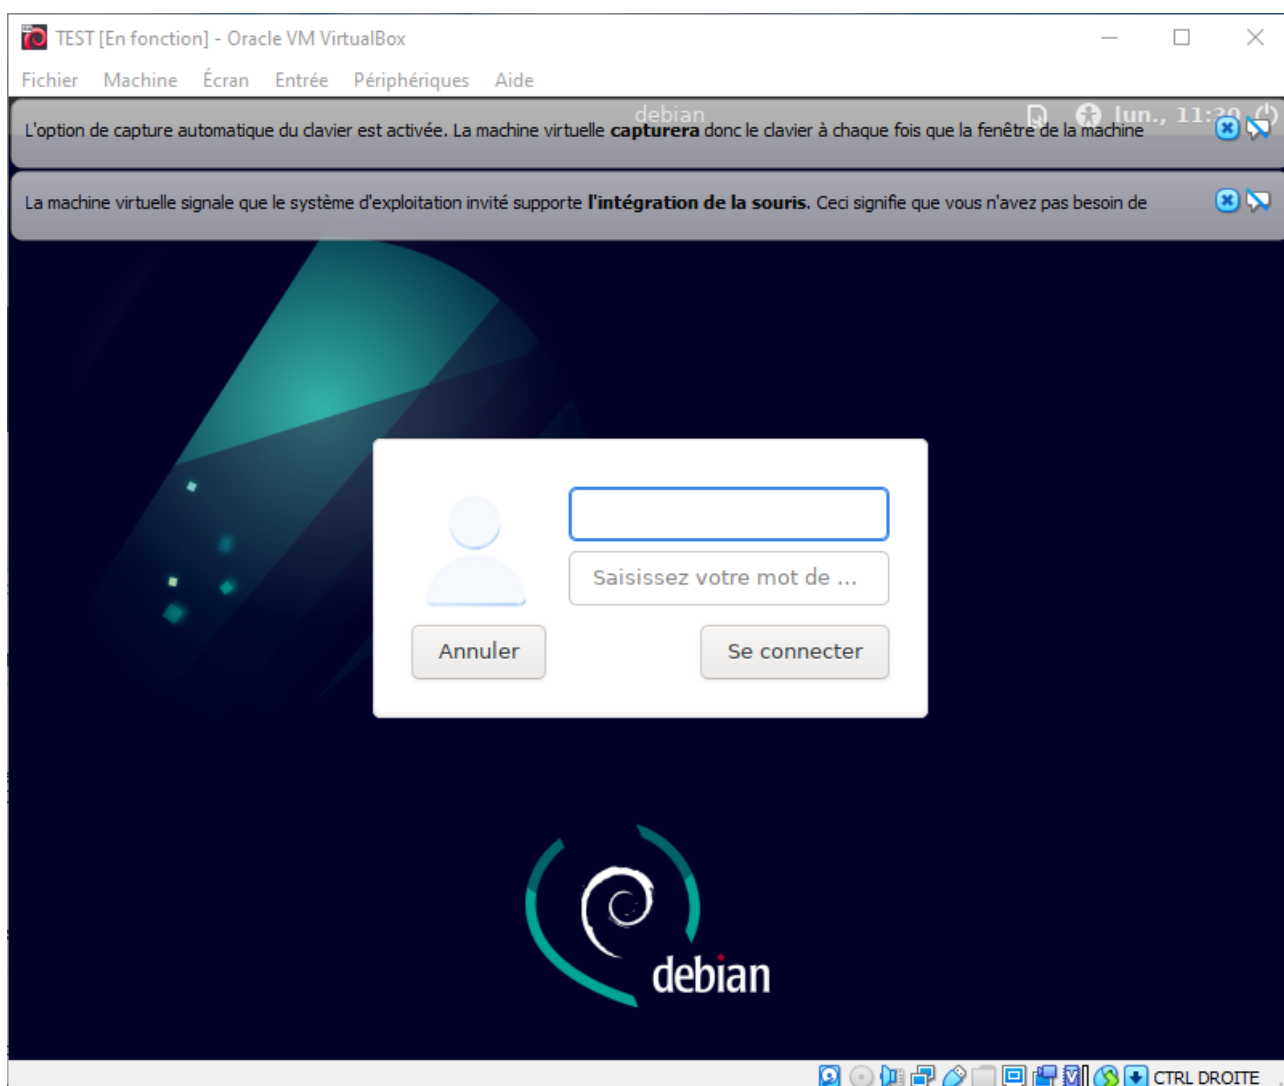 TEST [En fonction] - Oracle VM VirtualBox
Fichier Machine Écran Entrée Périphériques Aide
debian lun., 11:30
L'option de capture automatique du clavier est activée. La machine virtuelle capturera donc le clavier à chaque fois que la fenêtre de la machine
La machine virtuelle signale que le système d'exploitation invité supporte l'intégration de la souris. Ceci signifie que vous n'avez pas besoin de
Saisissez votre mot de ...
Annuler Se connecter
debian
CTRL DROITE